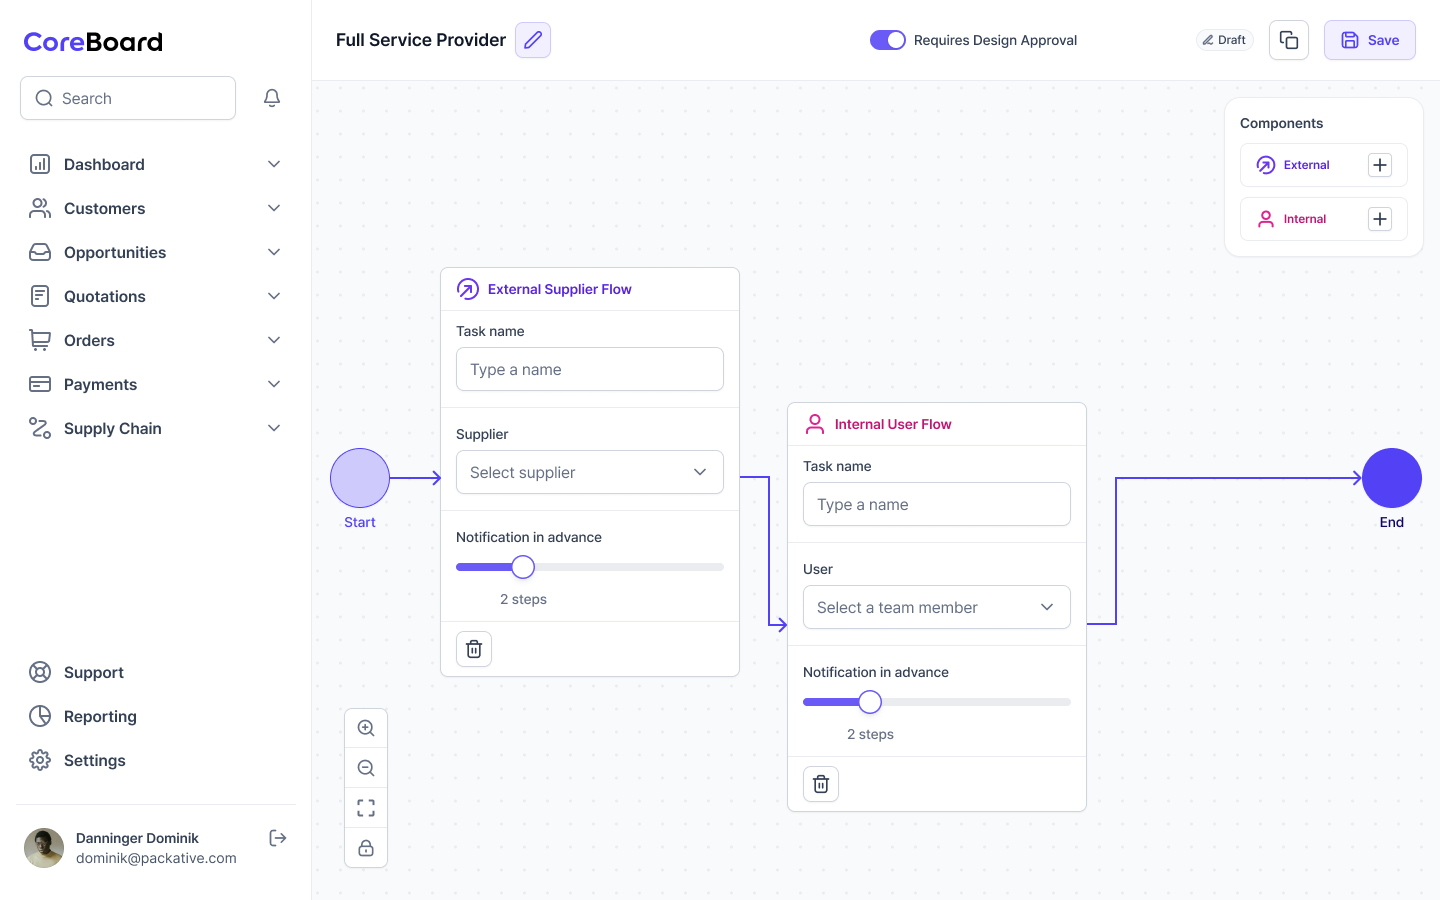 CoreBoard
Search
Dashboard
Customers
Opportunities
Quotations
Orders
Payments
Supply Chain
Support
Reporting
Settings
Danninger Dominik
dominik@packative.com
Full Service Provider
Requires Design Approval
Draft
Save
Components
External
Internal
Start
External Supplier Flow
Task name
Type a name
Supplier
Select supplier
Notification in advance
2 steps
Internal User Flow
Task name
Type a name
User
Select a team member
Notification in advance
2 steps
End